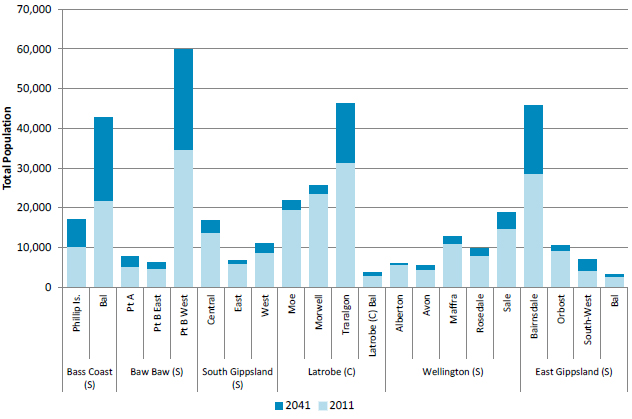 70,000
60,000
50,000
40,000
30,000
20,000
10,000
0
Total Population
Phillip Is.
Bal
Pt A
Pt B East
Pt B West
Central
East
West
Moe
Morwell
Traralgon
Latrobe (C) Bal
Alberton
Avon
Maffra
Rosedale
Sale
Bairnsdale
Orbost
South-West
Bal
Bass Coast
(S)
Baw Baw (S)
South Gippsland
(S)
Latrobe (C)
Wellington (S)
East Gippsland (S)
2041 2011